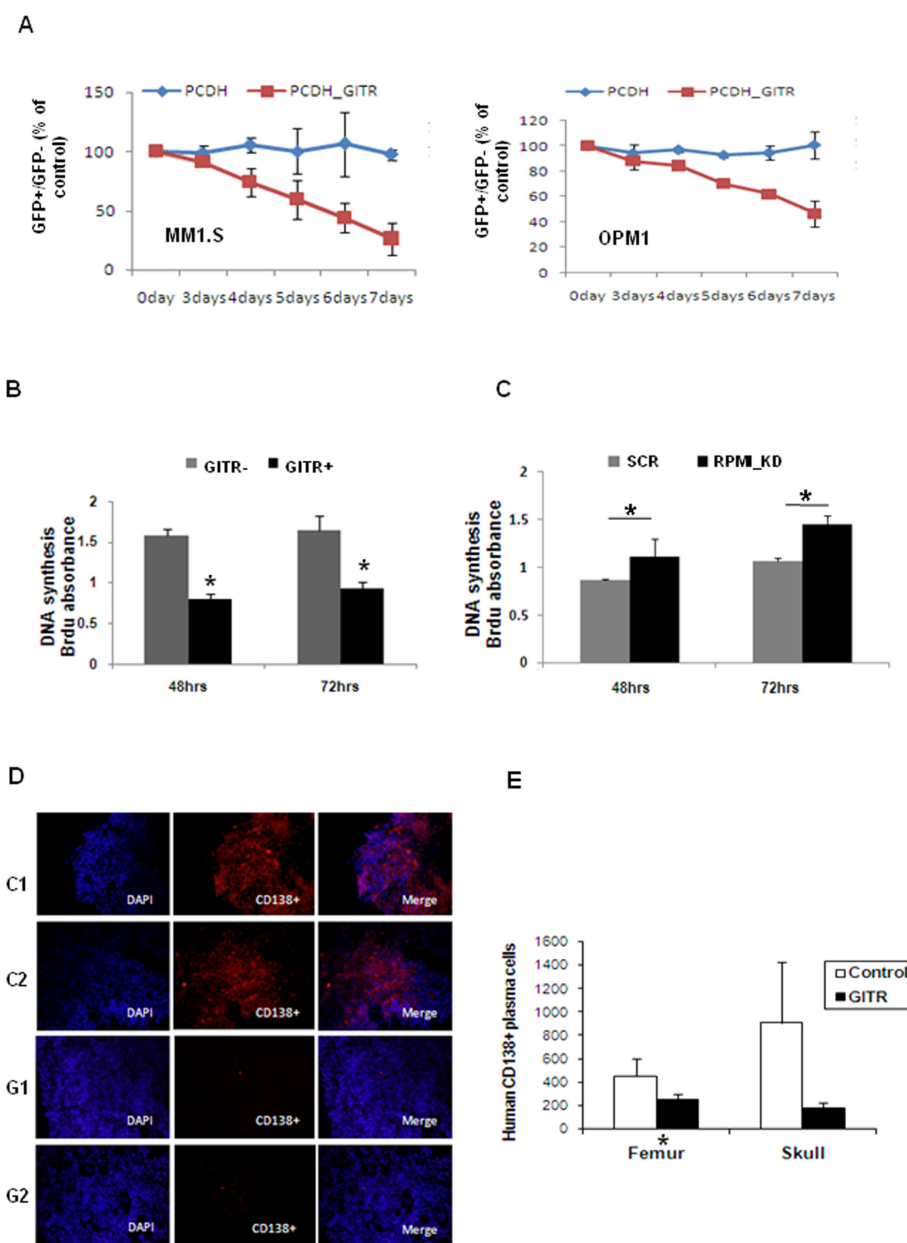 A
PCDH PCDH_GITR
GFP+/GFP- (% of
control)
150
100
50
0
MM1.S
0day 3days 4days 5days 6days 7days
PCDH PCDH_GITR
GFP+/GFP- (% of
control)
120
100
80
60
40
20
0
OPM1
0day 3days 4days 5days 6days 7days
B
GITR- GITR+
DNA synthesis
Brdu absorbance
2
1.5
1
0.5
0
* *
48hrs 72hrs
C
SCR RPMI_KD
DNA synthesis
Brdu absorbance
2
1.5
1
0.5
0
* *
48hrs 72hrs
D
C1
DAPI CD138+ Merge
C2
DAPI CD138+ Merge
G1
DAPI CD138+ Merge
G2
DAPI CD138+ Merge
E
Human CD138+ plasma cells
1600
1400
1200
1000
800
600
400
200
0
Control
GITR
*
Femur Skull